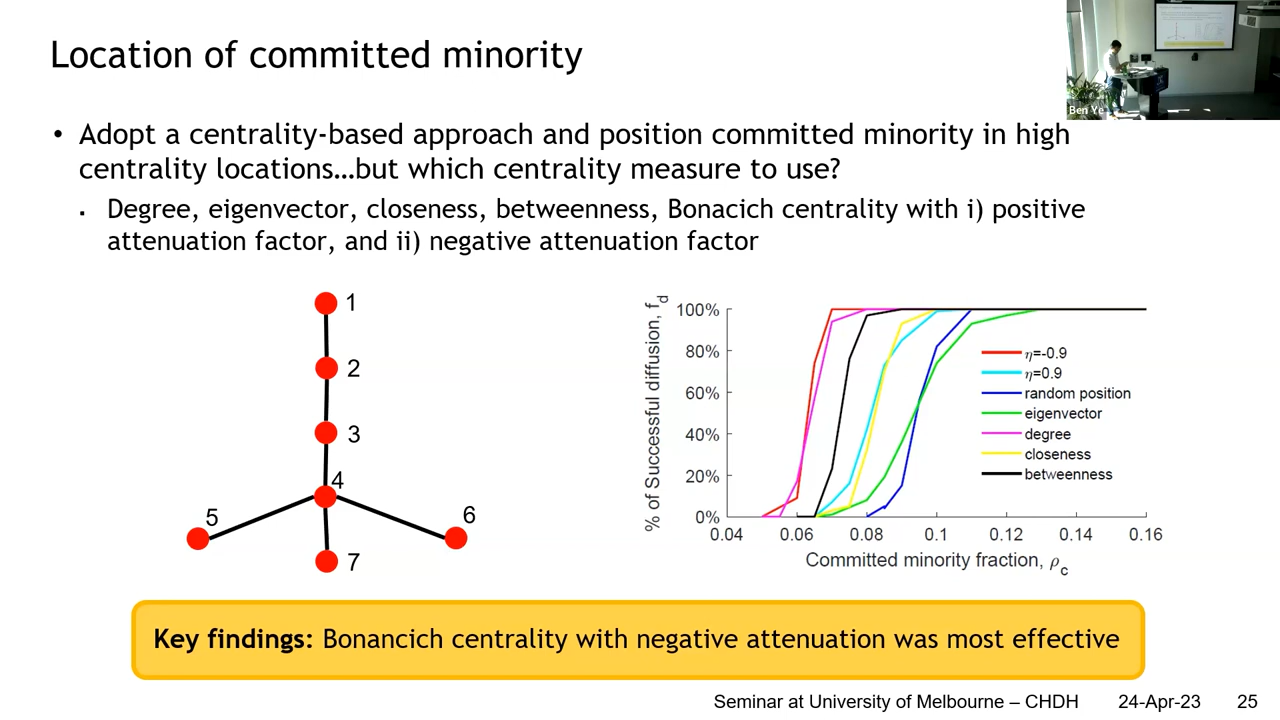 Location of committed minority
Ben Ye
• Adopt a centrality-based approach and position committed minority in high
centrality locations…but which centrality measure to use?
▪ Degree, eigenvector, closeness, betweenness, Bonacich centrality with i) positive
attenuation factor, and ii) negative attenuation factor
1
2
3
4
5
6
7
% of Successful diffusion, f_d
100%
80%
60%
40%
20%
0%
0.04 0.06 0.08 0.1 0.12 0.14 0.16
Committed minority fraction, ρ_c
η=-0.9
η=0.9
random position
eigenvector
degree
closeness
betweenness
Key findings: Bonancich centrality with negative attenuation was most effective
Seminar at University of Melbourne – CHDH 24-Apr-23 25